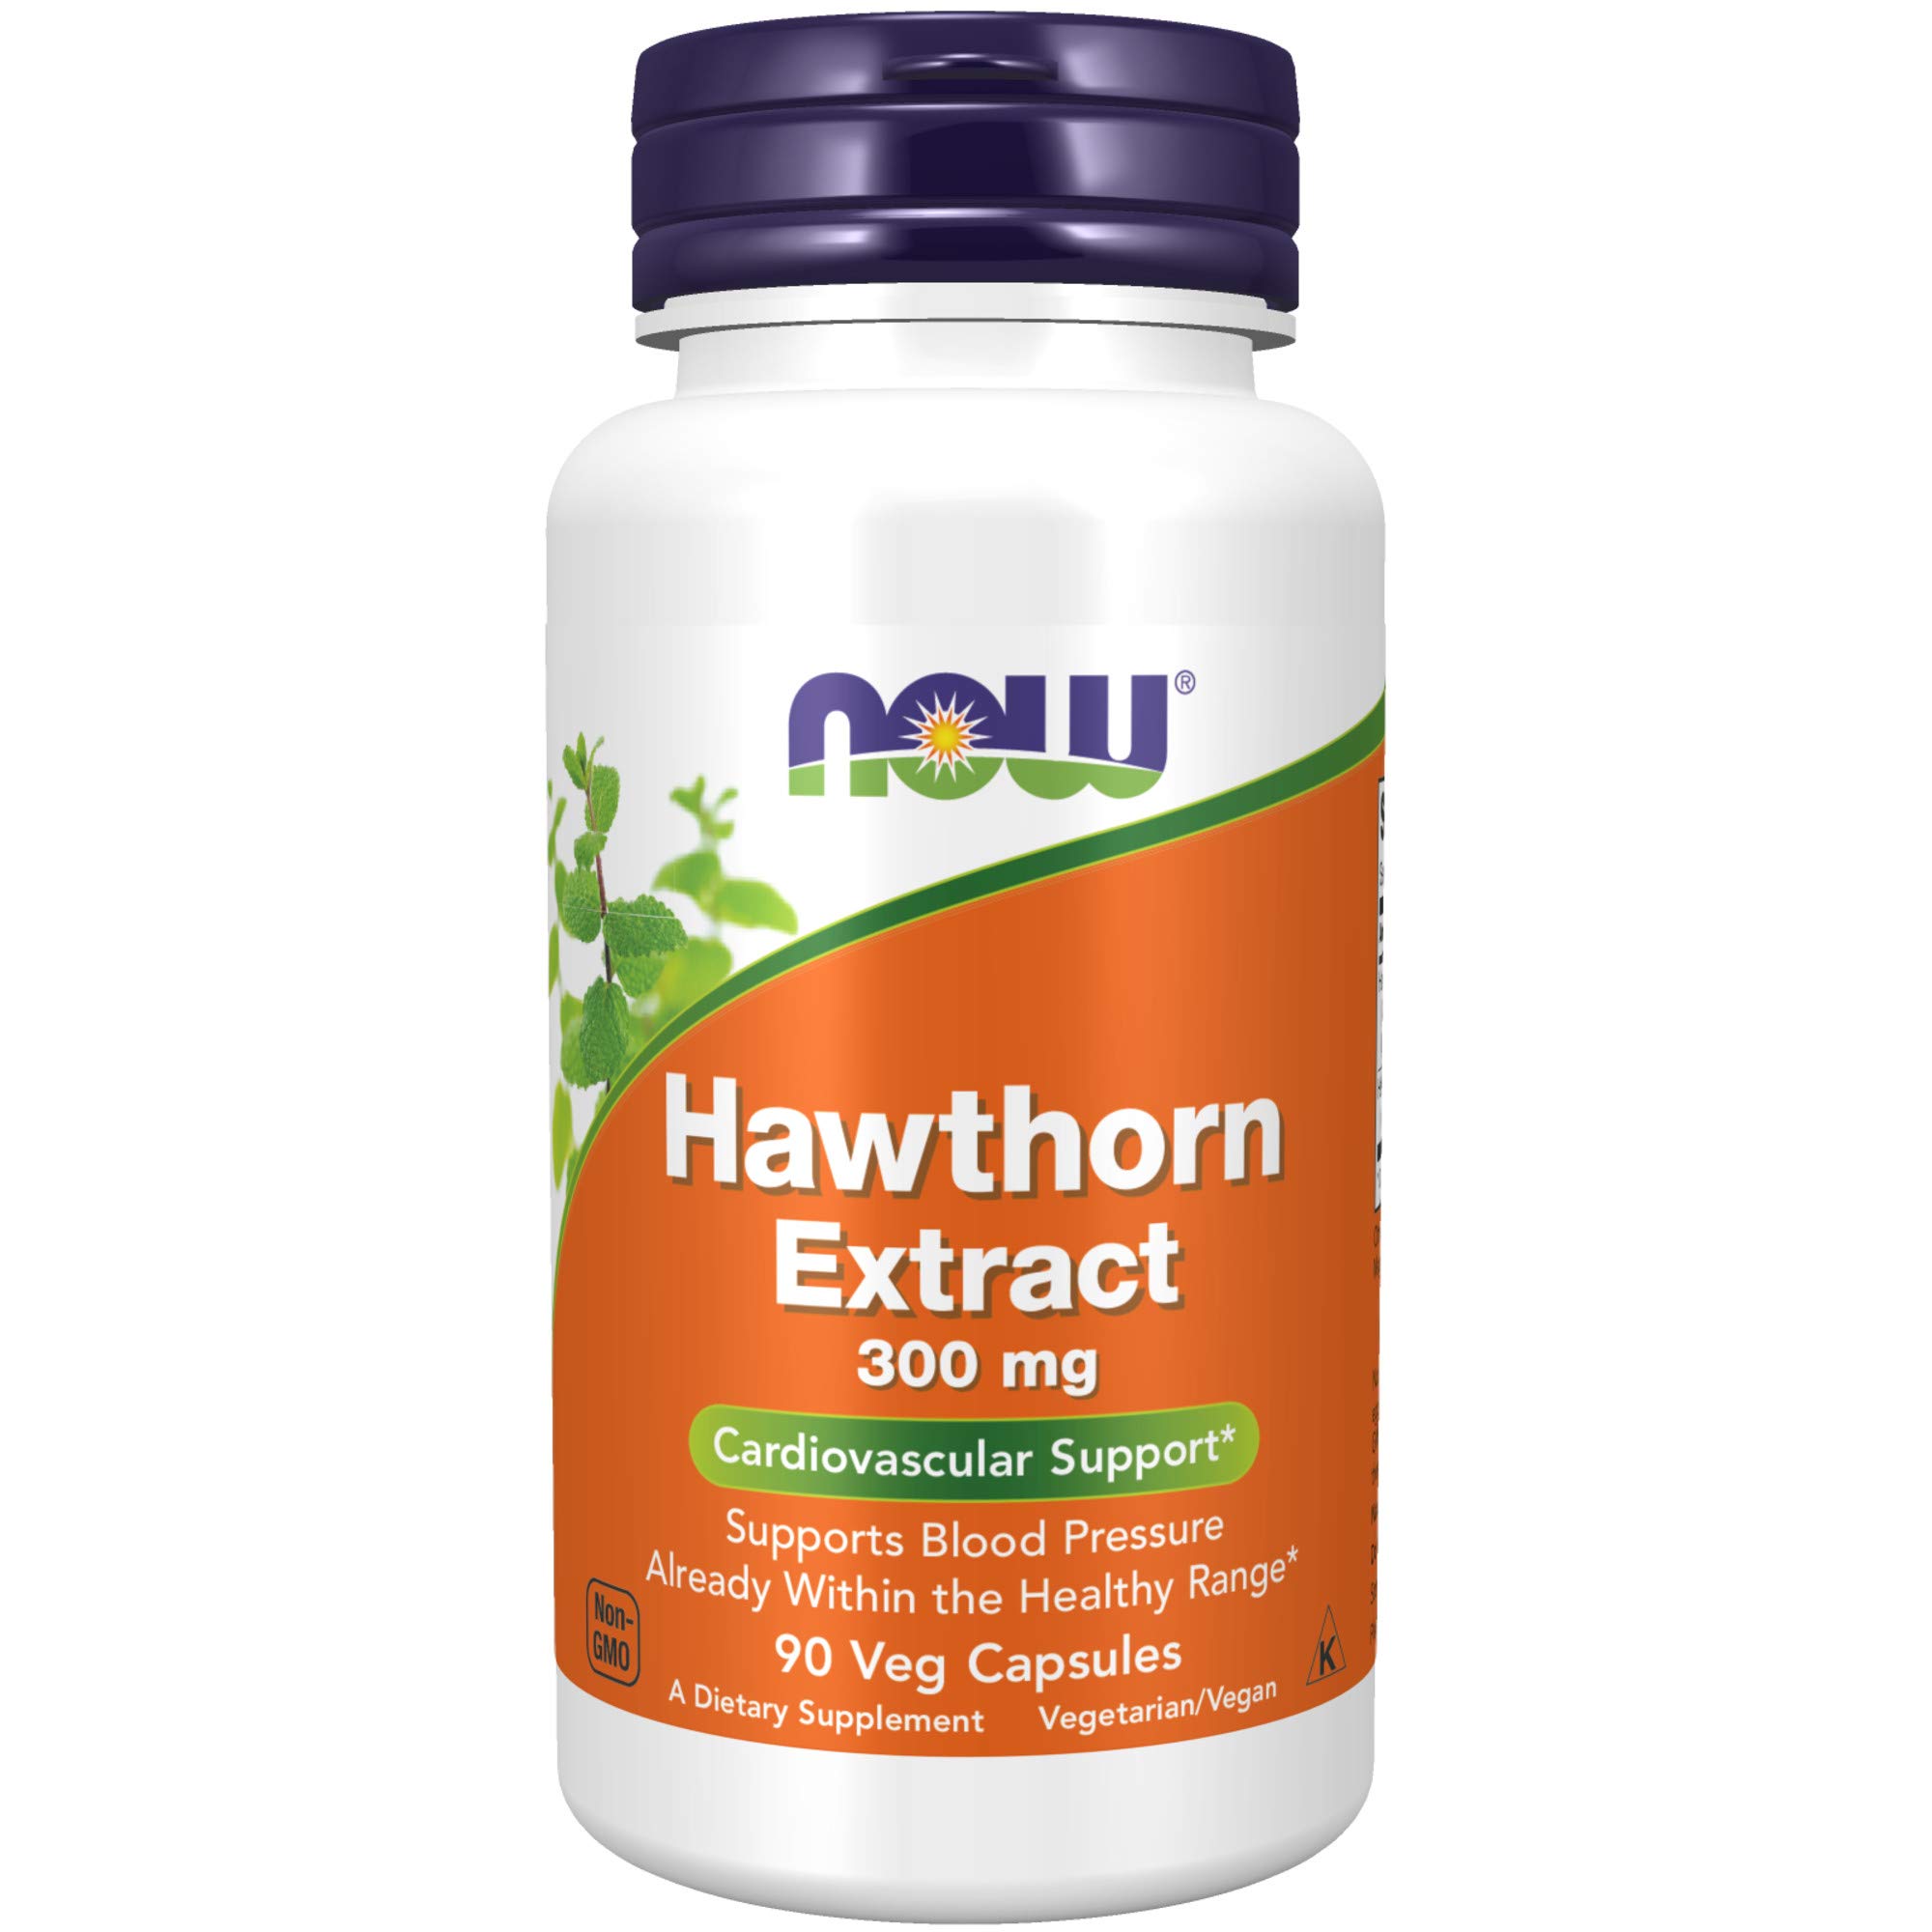 now®
Hawthorn
Extract
300 mg
Cardiovascular Support*
Supports Blood Pressure
Already Within the Healthy Range*
Non-
GMO
90 Veg Capsules
K
A Dietary Supplement Vegetarian/Vegan